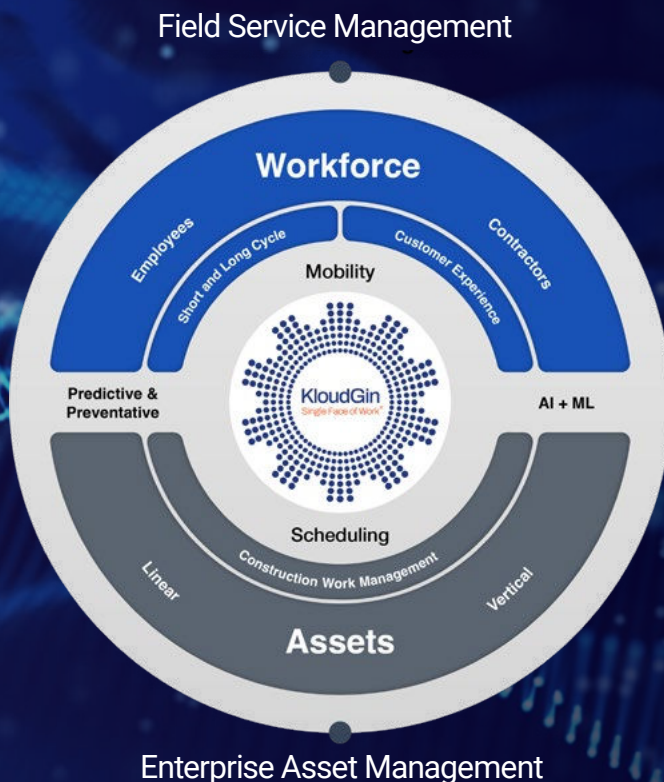 Field Service Management
Workforce
Employees
Contractors
Short and Long Cycle
Customer Experience
Mobility
Predictive &
Preventative
KloudGin
Single Face of Work™
AI + ML
Scheduling
Construction Work Management
Linear
Vertical
Assets
Enterprise Asset Management